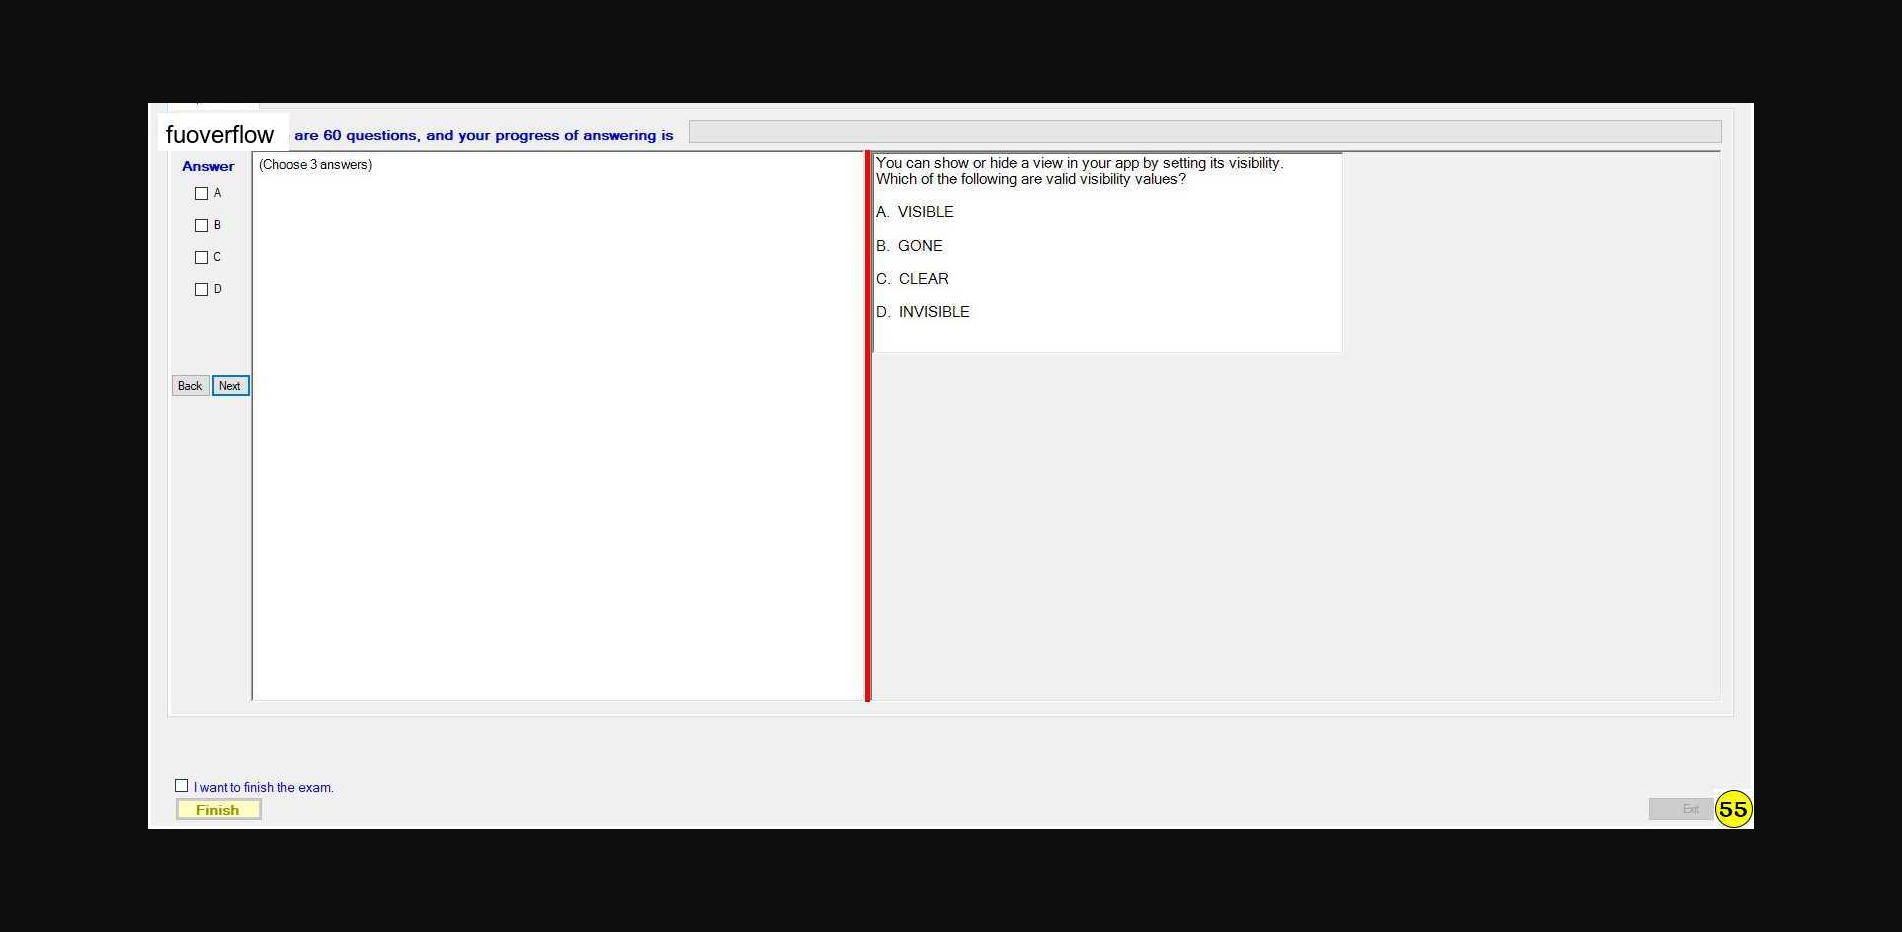 fuoverflow are 60 questions, and your progress of answering is
Answer
A
B
C
D
Back Next
(Choose 3 answers)
You can show or hide a view in your app by setting its visibility.
Which of the following are valid visibility values?
A. VISIBLE
B. GONE
C. CLEAR
D. INVISIBLE
I want to finish the exam.
Finish
Exit
55